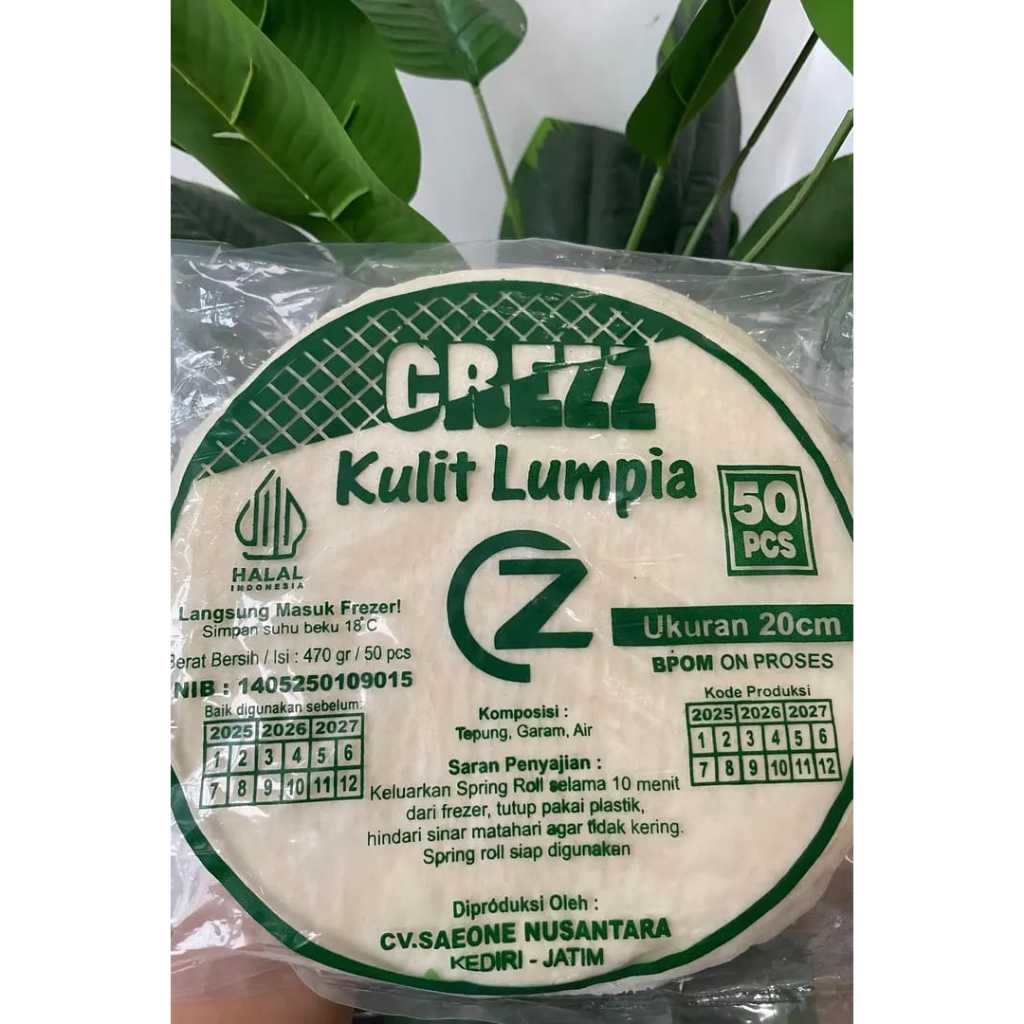 CREZZ
Kulit Lumpia
50
PCS
HALAL
INDONESIA
Langsung Masuk Frezer!
Simpan suhu beku 18°C
Berat Bersih / Isi : 470 gr / 50 pcs
NIB : 1405250109015
Baik digunakan sebelum:
2025 2026 2027
1 2 3 4 5 6
7 8 9 10 11 12
CZ
Ukuran 20cm
BPOM ON PROSES
Kode Produksi
2025 2026 2027
1 2 3 4 5 6
7 8 9 10 11 12
Komposisi :
Tepung, Garam, Air
Saran Penyajian :
Keluarkan Spring Roll selama 10 menit
dari frezer, tutup pakai plastik,
hindari sinar matahari agar tidak kering.
Spring roll siap digunakan
Diproduksi Oleh :
CV.SAEONE NUSANTARA
KEDIRI - JATIM